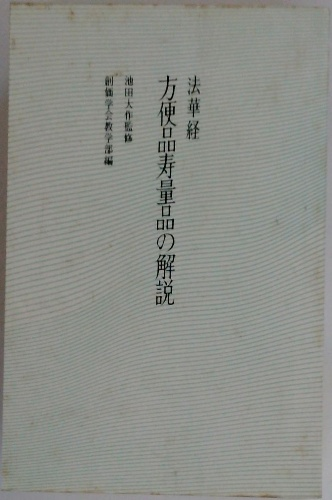 法華経
方便品寿量品の解説
池田大作監修
創価学会教学部編